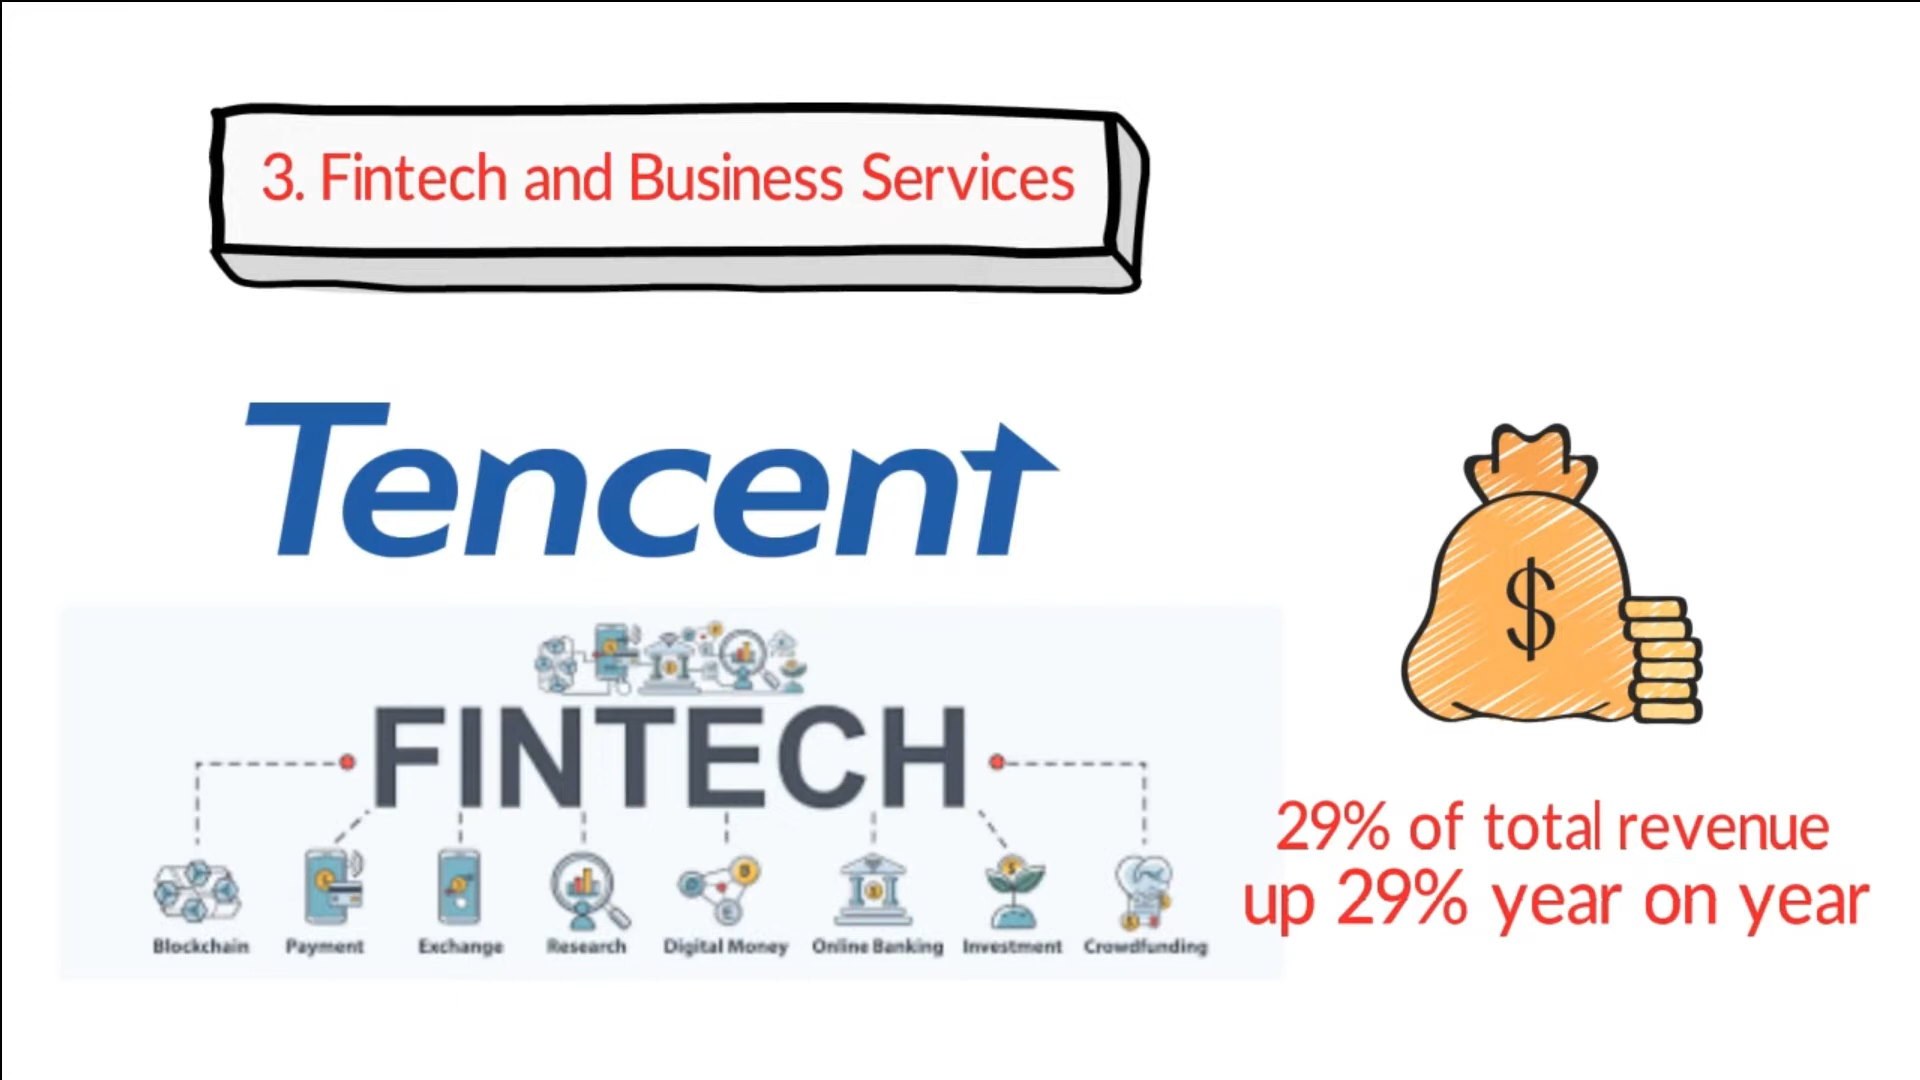 3. Fintech and Business Services
Tencent
FINTECH
Blockchain Payment Exchange Research Digital Money Online Banking Investment Crowdfunding
$
29% of total revenue
up 29% year on year